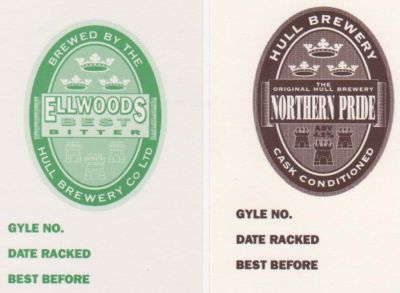 BREWED BY THE
ELLWOODS
BEST
BITTER
HULL BREWERY CO LTD
GYLE NO.
DATE RACKED
BEST BEFORE
HULL BREWERY
THE
ORIGINAL HULL BREWERY
NORTHERN PRIDE
ABV
4.2%
CASK CONDITIONED
GYLE NO.
DATE RACKED
BEST BEFORE